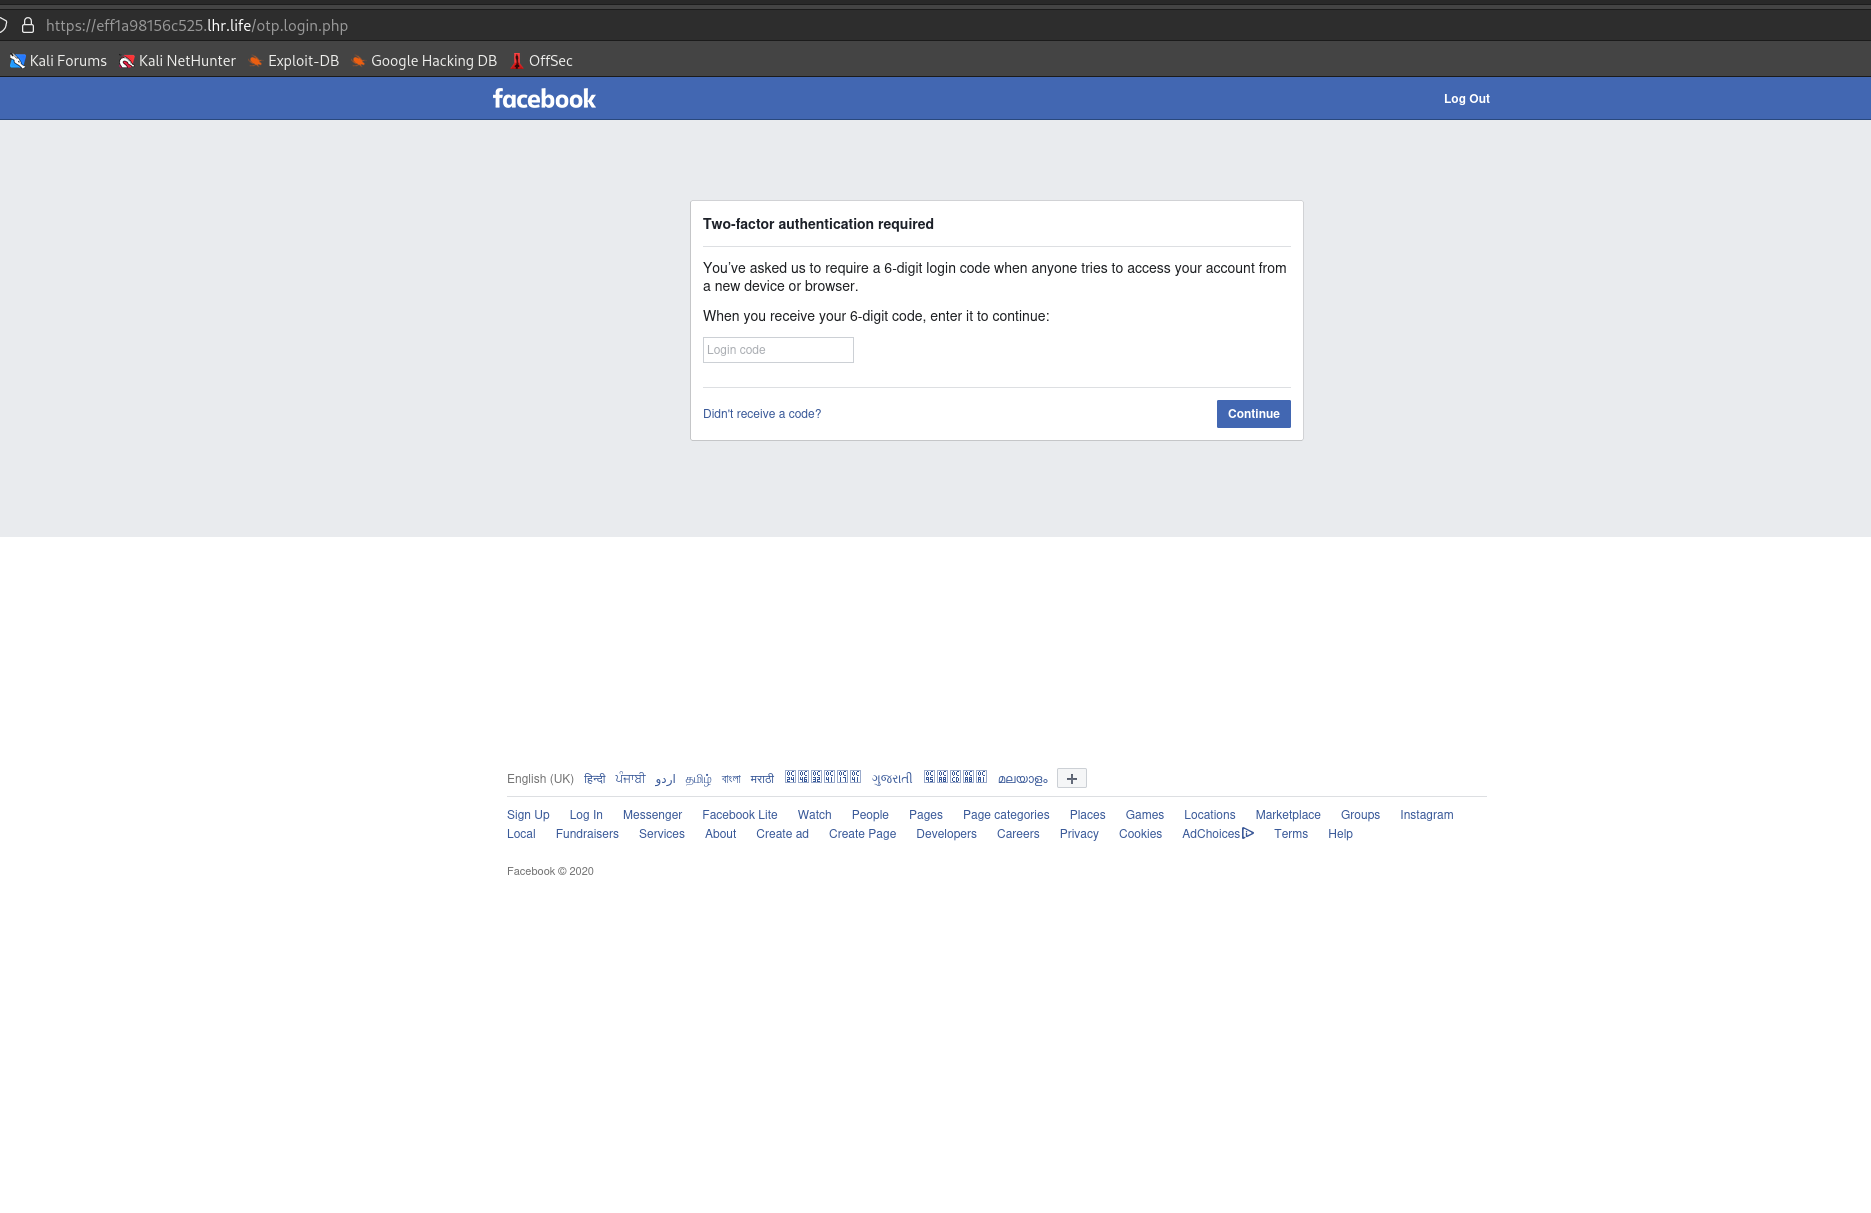 https://eff1a98156c525.lhr.life/otp.login.php
Kali Forums Kali NetHunter Exploit-DB Google Hacking DB OffSec
facebook Log Out
Two-factor authentication required
You've asked us to require a 6-digit login code when anyone tries to access your account from
a new device or browser.
When you receive your 6-digit code, enter it to continue:
Login code
Didn't receive a code? Continue
English (UK) हिन्दी ਪੰਜਾਬੀ اردو தமிழ் বাংলা मराठी ગુજરાતી മലയാളം +
Sign Up Log In Messenger Facebook Lite Watch People Pages Page categories Places Games Locations Marketplace Groups Instagram
Local Fundraisers Services About Create ad Create Page Developers Careers Privacy Cookies AdChoices Terms Help
Facebook © 2020